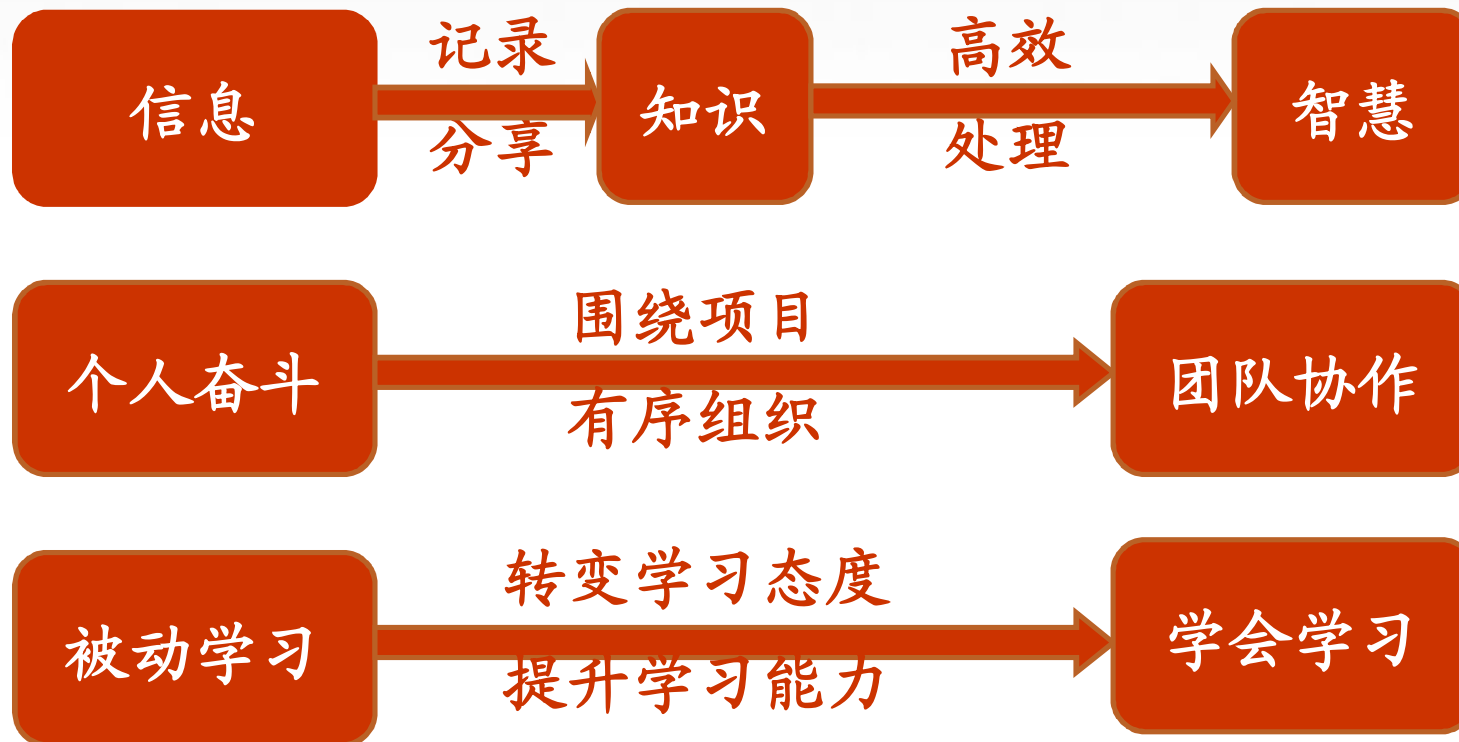 信息
记录
分享
知识
高效
处理
智慧
个人奋斗
围绕项目
有序组织
团队协作
被动学习
转变学习态度
提升学习能力
学会学习